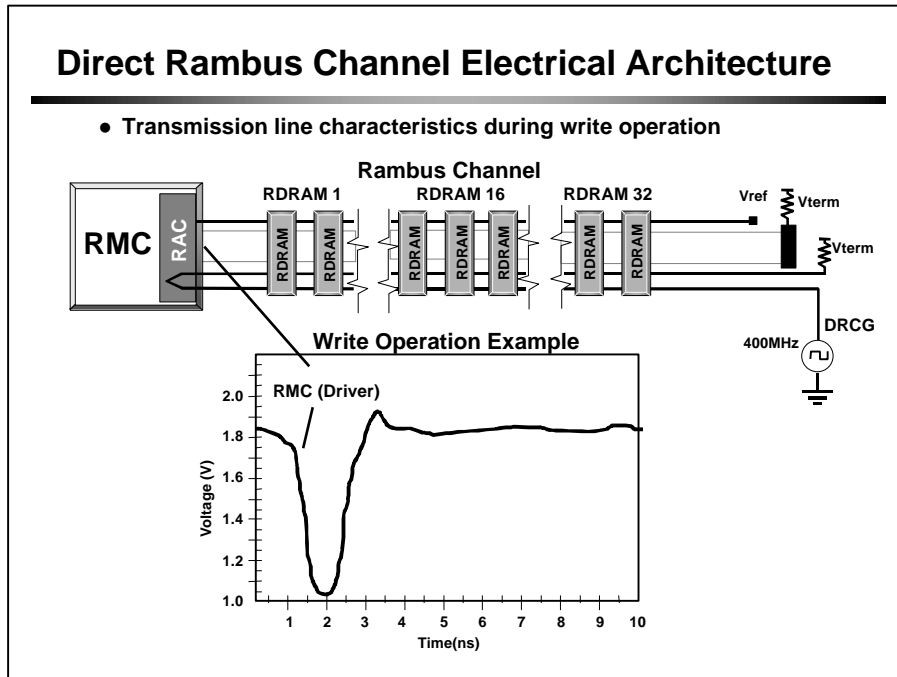 Direct Rambus Channel Electrical Architecture
● Transmission line characteristics during write operation
Rambus Channel
RDRAM 1 RDRAM 16 RDRAM 32
Vref
Vterm
Vterm
RMC
RAC
RDRAM RDRAM RDRAM RDRAM RDRAM RDRAM RDRAM
DRCG
400MHz
Write Operation Example
RMC (Driver)
Voltage (V)
2.0
1.8
1.6
1.4
1.2
1.0
1 2 3 4 5 6 7 8 9 10
Time(ns)